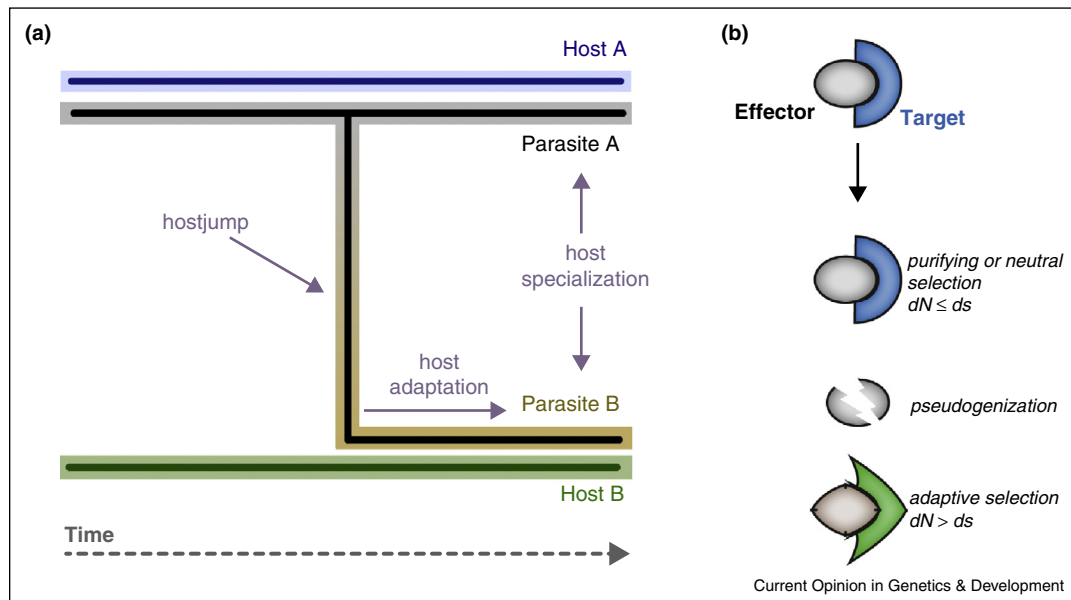 (a)
Host A
Parasite A
hostjump
host
specialization
host
adaptation
Parasite B
Host B
Time
(b)
Effector
Target
purifying or neutral
selection
dN ≤ ds
pseudogenization
adaptive selection
dN > ds
Current Opinion in Genetics & Development